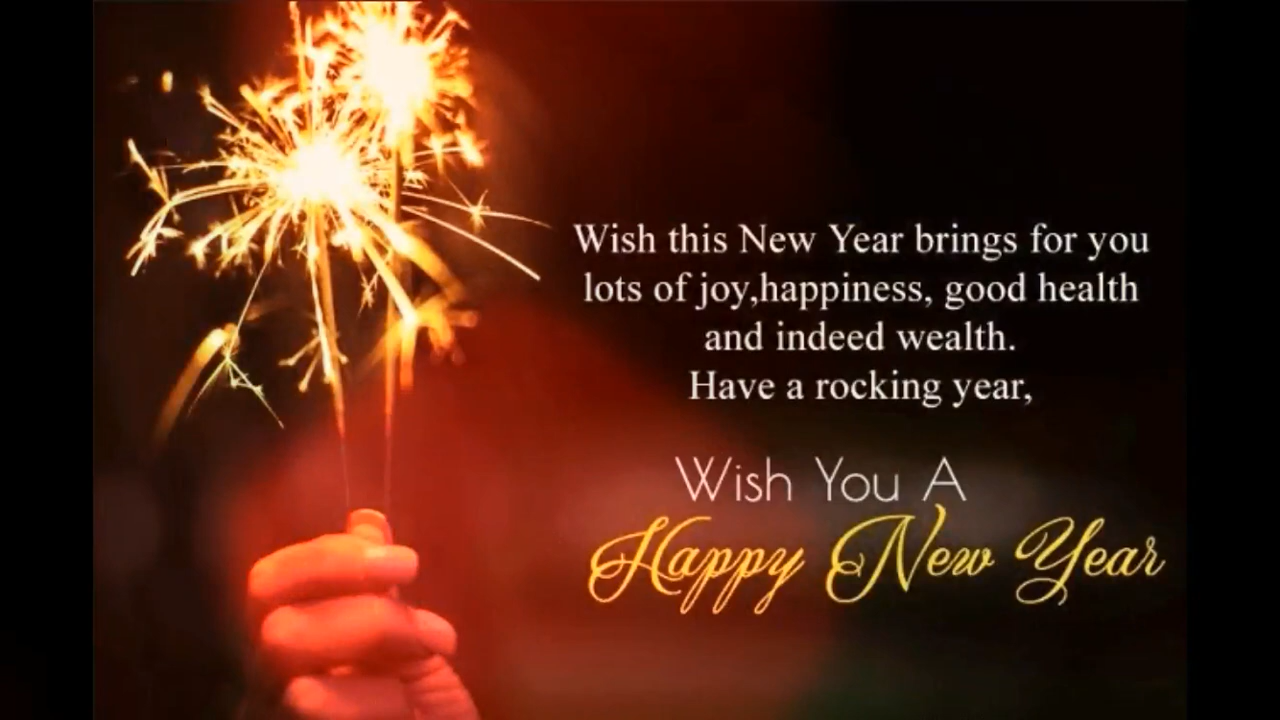 Wish this New Year brings for you
lots of joy,happiness, good health
and indeed wealth.
Have a rocking year,
Wish You A
Happy New Year